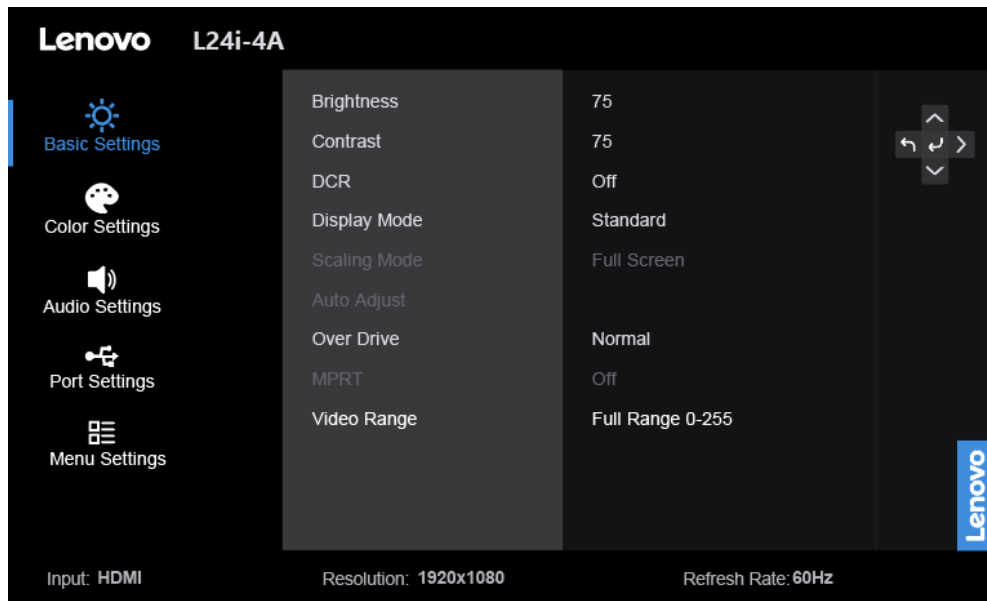 Lenovo L24i-4A
Basic Settings
Color Settings
Audio Settings
Port Settings
Menu Settings
Brightness 75
Contrast 75
DCR Off
Display Mode Standard
Scaling Mode Full Screen
Auto Adjust
Over Drive Normal
MPRT Off
Video Range Full Range 0-255
Lenovo
Input: HDMI Resolution: 1920x1080 Refresh Rate: 60Hz